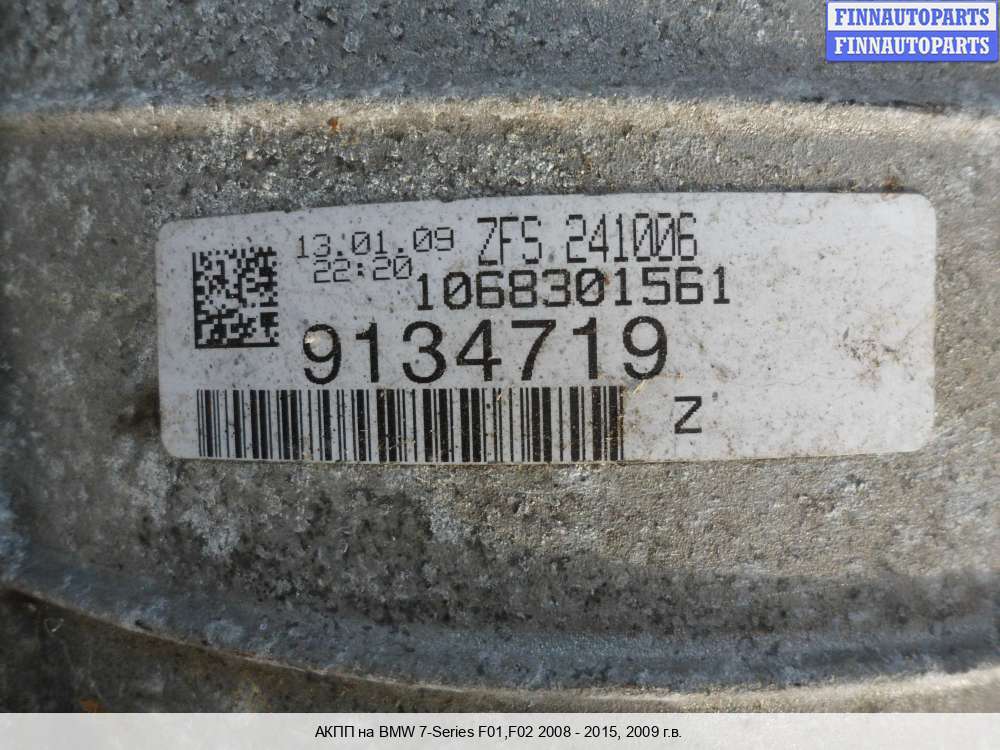 FINNAUTOPARTS
FINNAUTOPARTS
13.01.09 ZFS 241006
22:20
1068301561
9134719
Z
АКПП на BMW 7-Series F01,F02 2008 - 2015, 2009 г.в.